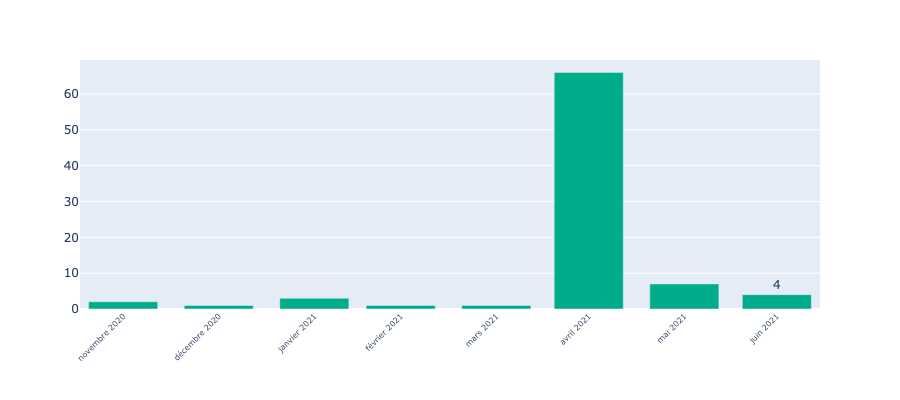 60
50
40
30
20
10
0
4
novembre 2020
décembre 2020
janvier 2021
février 2021
mars 2021
avril 2021
mai 2021
juin 2021